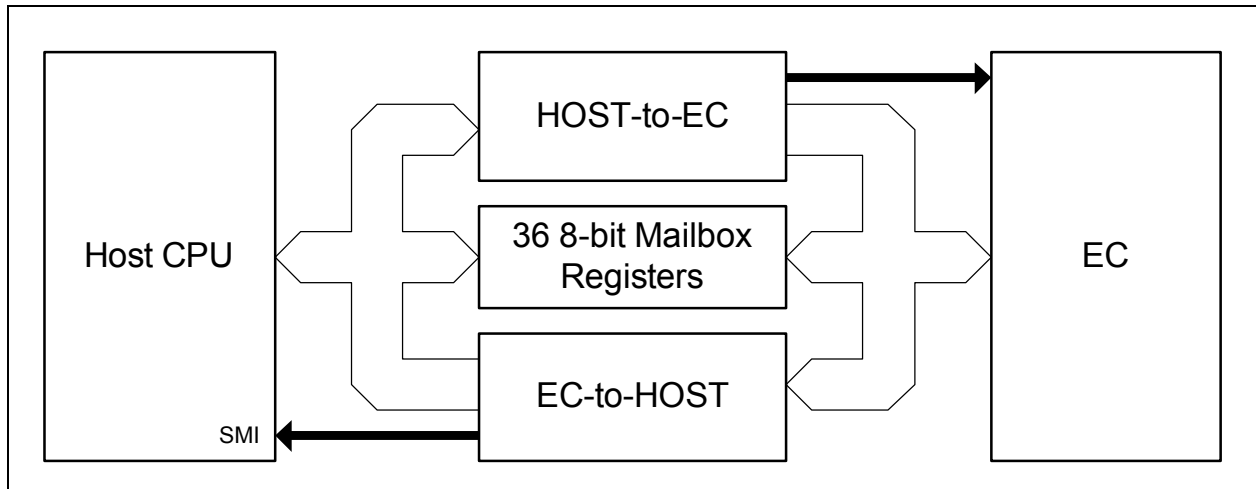 HOST-to-EC
Host CPU
36 8-bit Mailbox
Registers
EC
EC-to-HOST
SMI